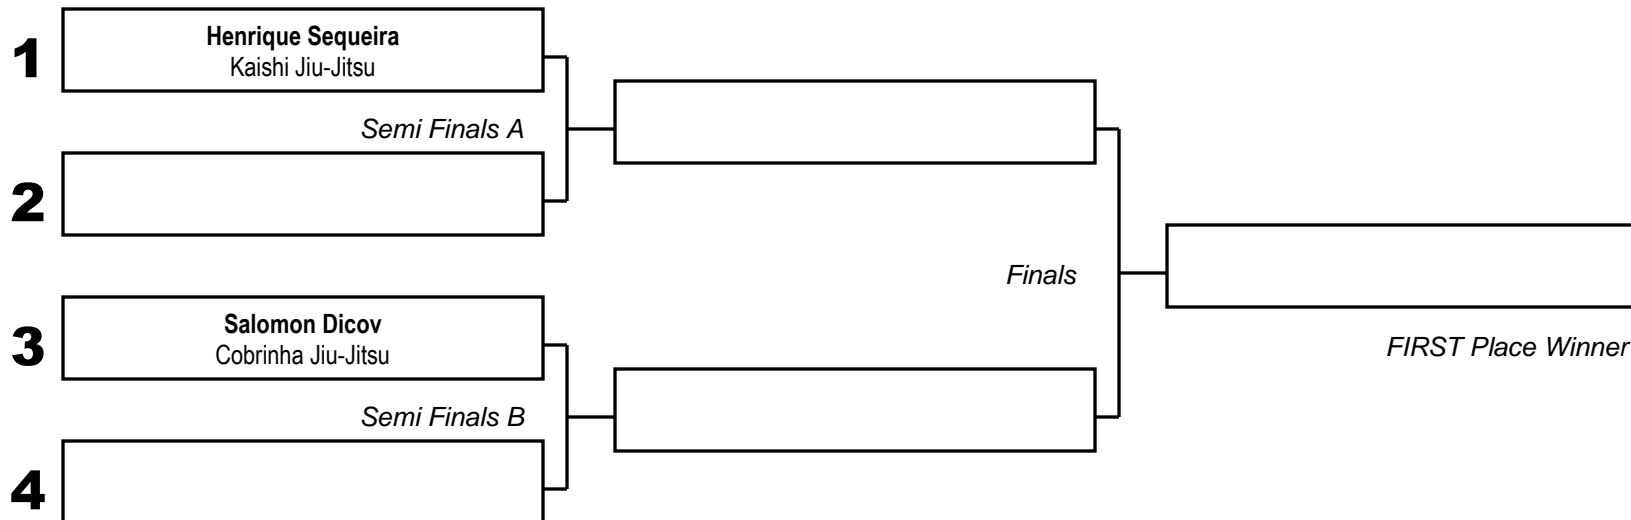 1
Henrique Sequeira
Kaishi Jiu-Jitsu
Semi Finals A
2
Finals
3
Salomon Dicov
Cobrinha Jiu-Jitsu
FIRST Place Winner
Semi Finals B
4